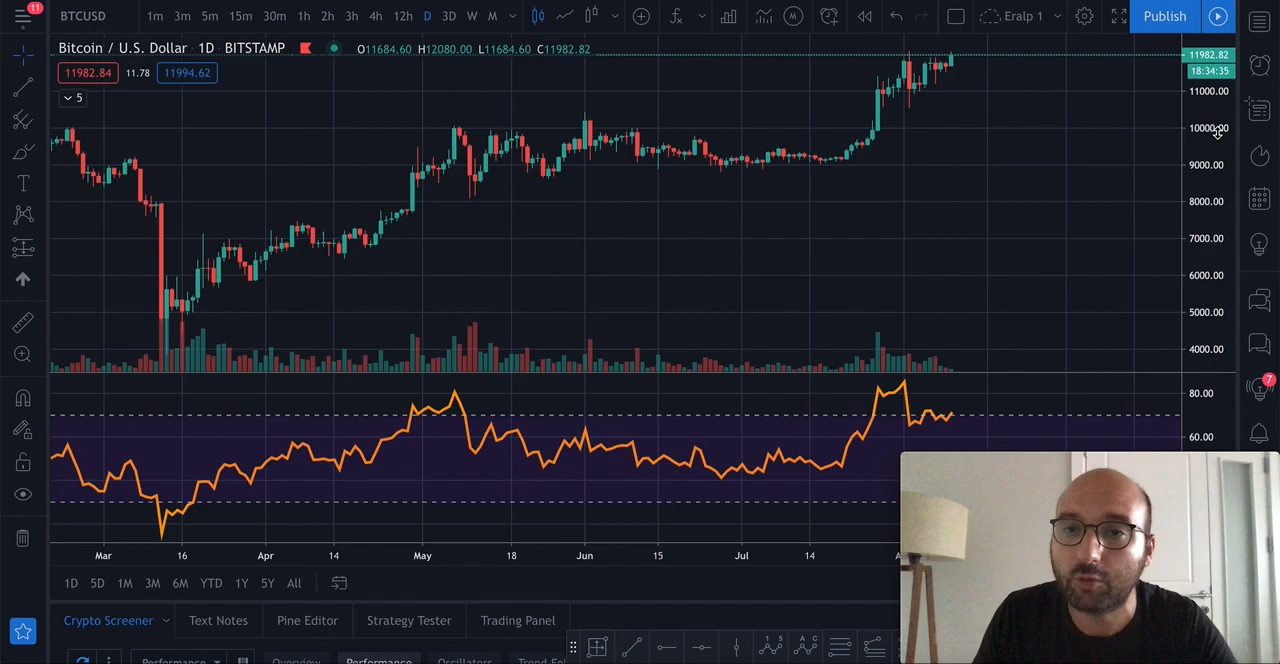 11
BTCUSD 1m 3m 5m 15m 30m 1h 2h 3h 4h 12h D 3D W M Eralp 1 Publish
Bitcoin / U.S. Dollar 1D BITSTAMP O11684.60 H12080.00 L11684.60 C11982.82
11982.82
18:34:35
11982.84 11.78 11994.62
5
11000.00
10000.00
9000.00
8000.00
7000.00
6000.00
5000.00
4000.00
80.00
7
60.00
Mar 16 Apr 14 May 18 Jun 15 Jul 14
1D 5D 1M 3M 6M YTD 1Y 5Y All
Crypto Screener Text Notes Pine Editor Strategy Tester Trading Panel
Performance Overview Performance Oscillators